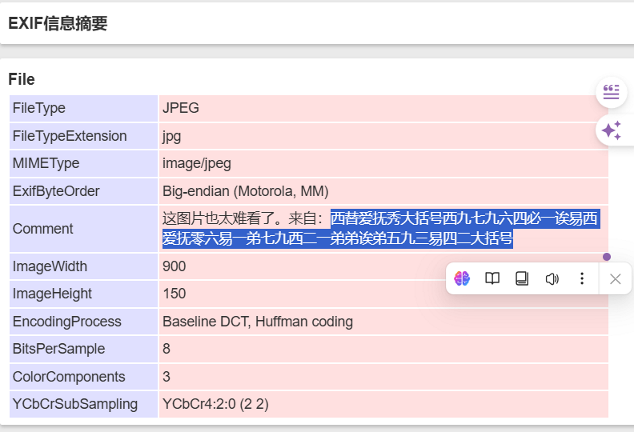 EXIF信息摘要
File
FileType JPEG
FileTypeExtension jpg
MIMEType image/jpeg
ExifByteOrder Big-endian (Motorola, MM)
Comment 这图片也太难看了。来自：西替爱抚秀大括号西九七九六四必一诶易西
爱抚零六易一弟七九西二一弟弟诶弟五九三易四二大括号
ImageWidth 900
ImageHeight 150
EncodingProcess Baseline DCT, Huffman coding
BitsPerSample 8
ColorComponents 3
YCbCrSubSampling YCbCr4:2:0 (2 2)